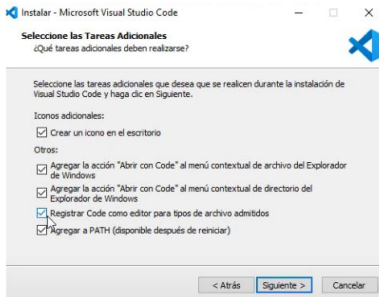 Instalar - Microsoft Visual Studio Code
Seleccione las Tareas Adicionales
¿Qué tareas adicionales deben realizarse?
Seleccione las tareas adicionales que desea que se realicen durante la instalación de
Visual Studio Code y haga clic en Siguiente.
Iconos adicionales:
Crear un icono en el escritorio
Otros:
Agregar la acción "Abrir con Code" al menú contextual de archivo del Explorador
de Windows
Agregar la acción "Abrir con Code" al menú contextual de directorio del
Explorador de Windows
Registrar Code como editor para tipos de archivo admitidos
Agregar a PATH (disponible después de reiniciar)
< Atrás Siguiente > Cancelar